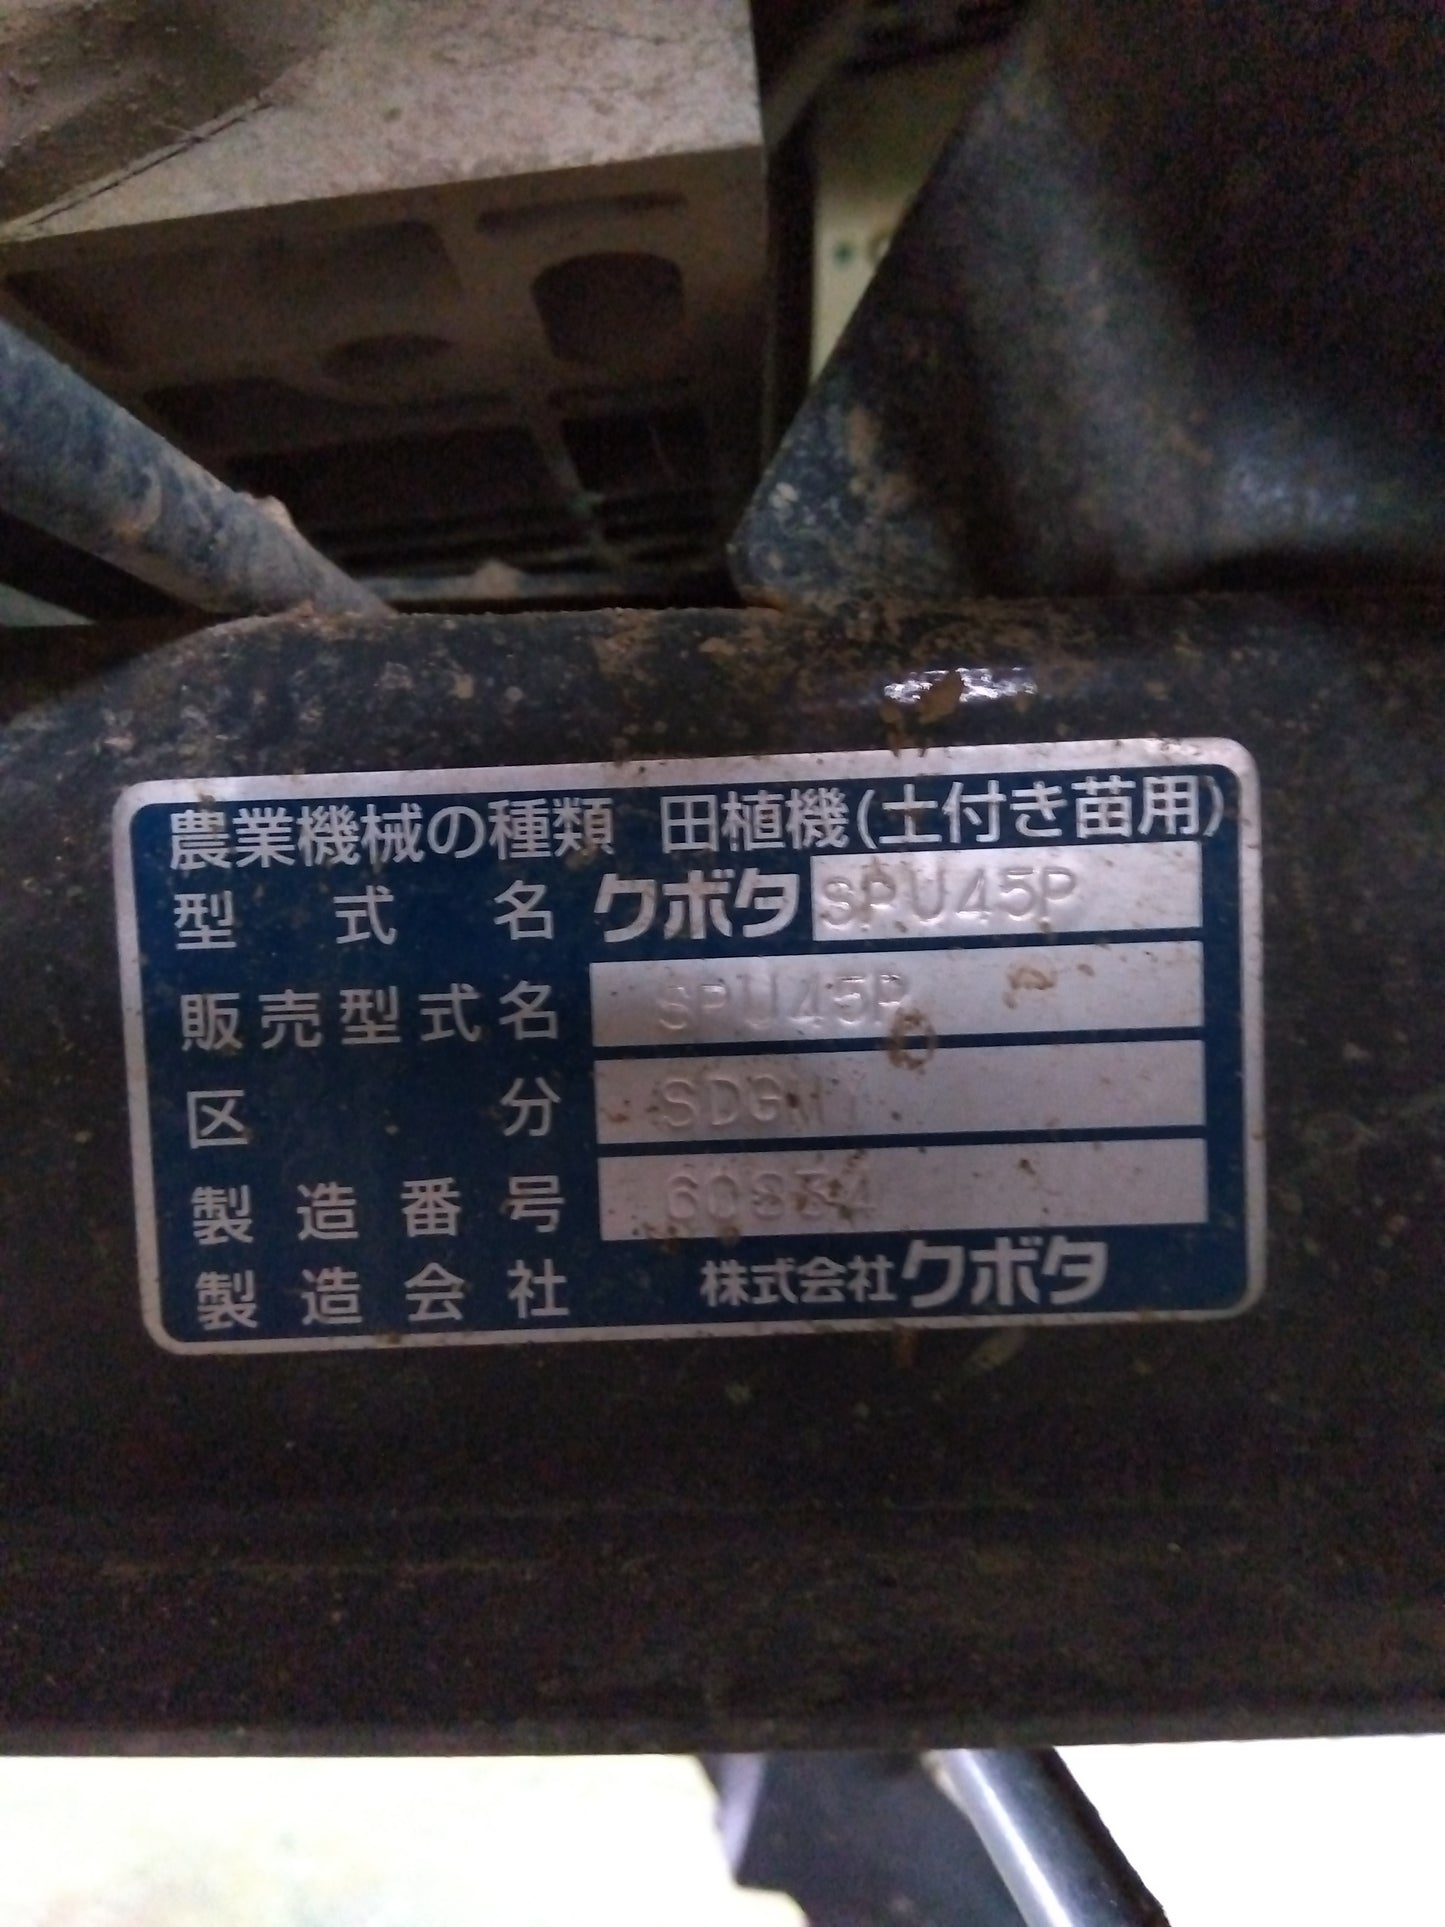 農業機械の種類 田植機(土付き苗用)
型式名 クボタ SPU45P
販売型式名 SPU45P
区分
製造番号
製造会社 株式会社クボタ